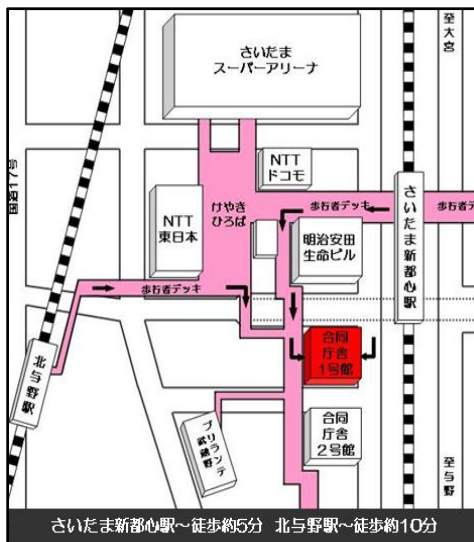 さいたま
スーパーアリーナ
至大宮
国道17号
NTT
ドコモ
さいたま新都心駅
けやき
ひろば
歩行者デッキ
歩行者デッキ
NTT
東日本
明治安田
生命ビル
歩行者デッキ
北与野駅
合同
庁舎
1号館
ブリランテ
武蔵野
合同
庁舎
2号館
至与野
さいたま新都心駅～徒歩約5分 北与野駅～徒歩約10分